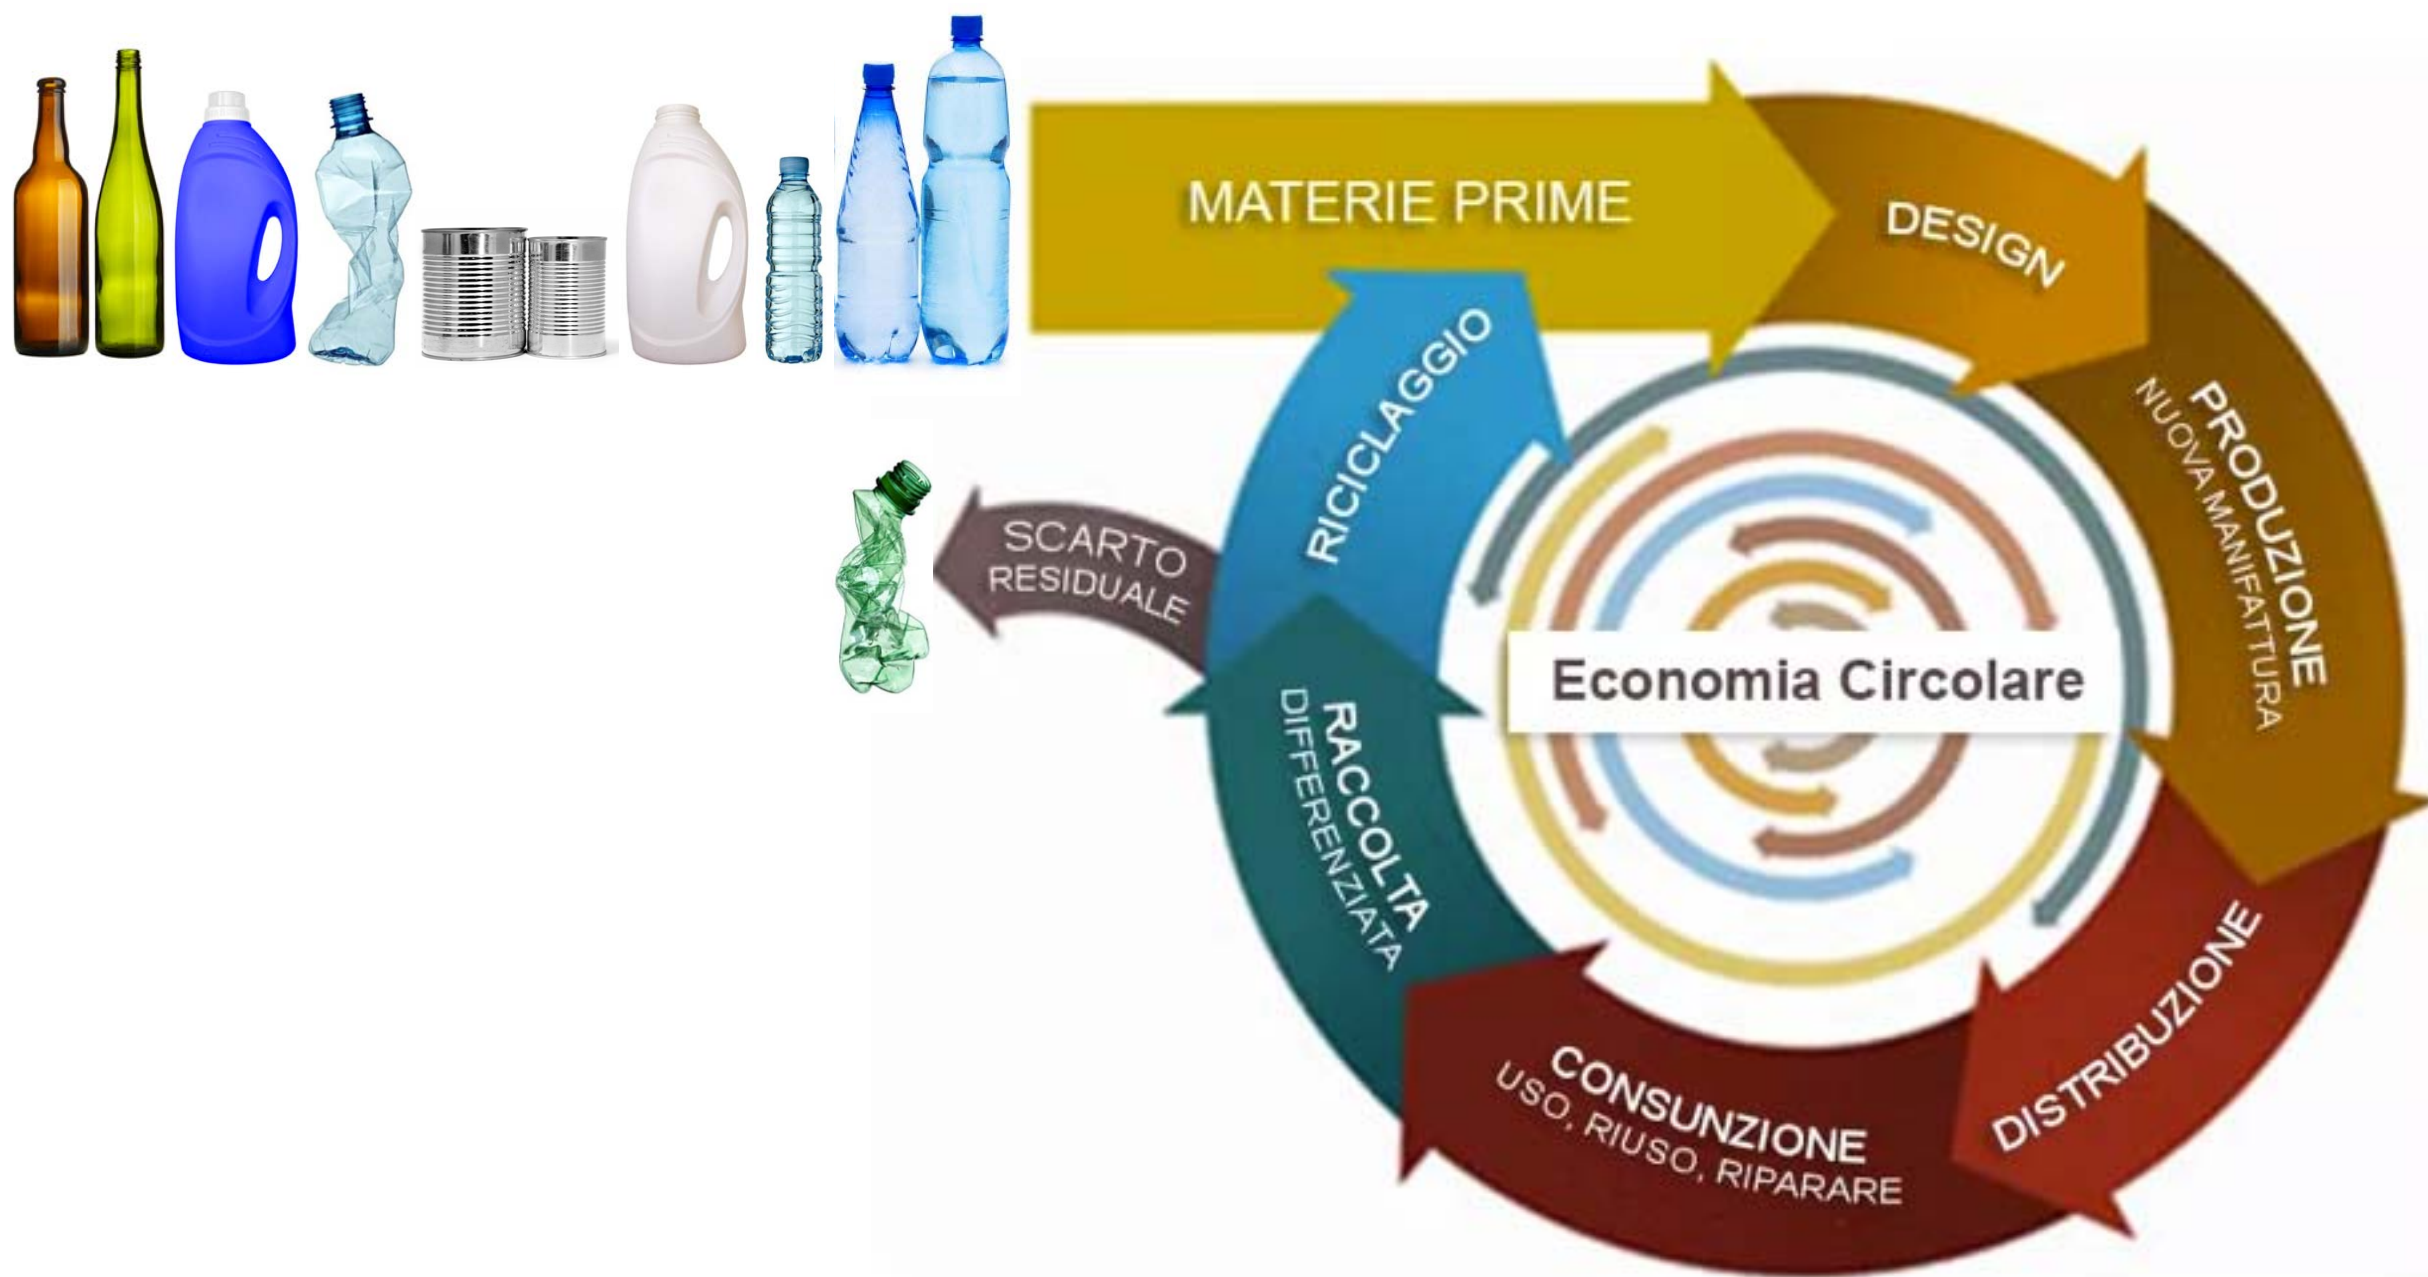 MATERIE PRIME
DESIGN
PRODUZIONE
NUOVA MANIFATTURA
DISTRIBUZIONE
CONSUNZIONE
USO, RIUSO, RIPARARE
RACCOLTA
DIFFERENZIATA
RICICLAGGIO
SCARTO
RESIDUALE
Economia Circolare